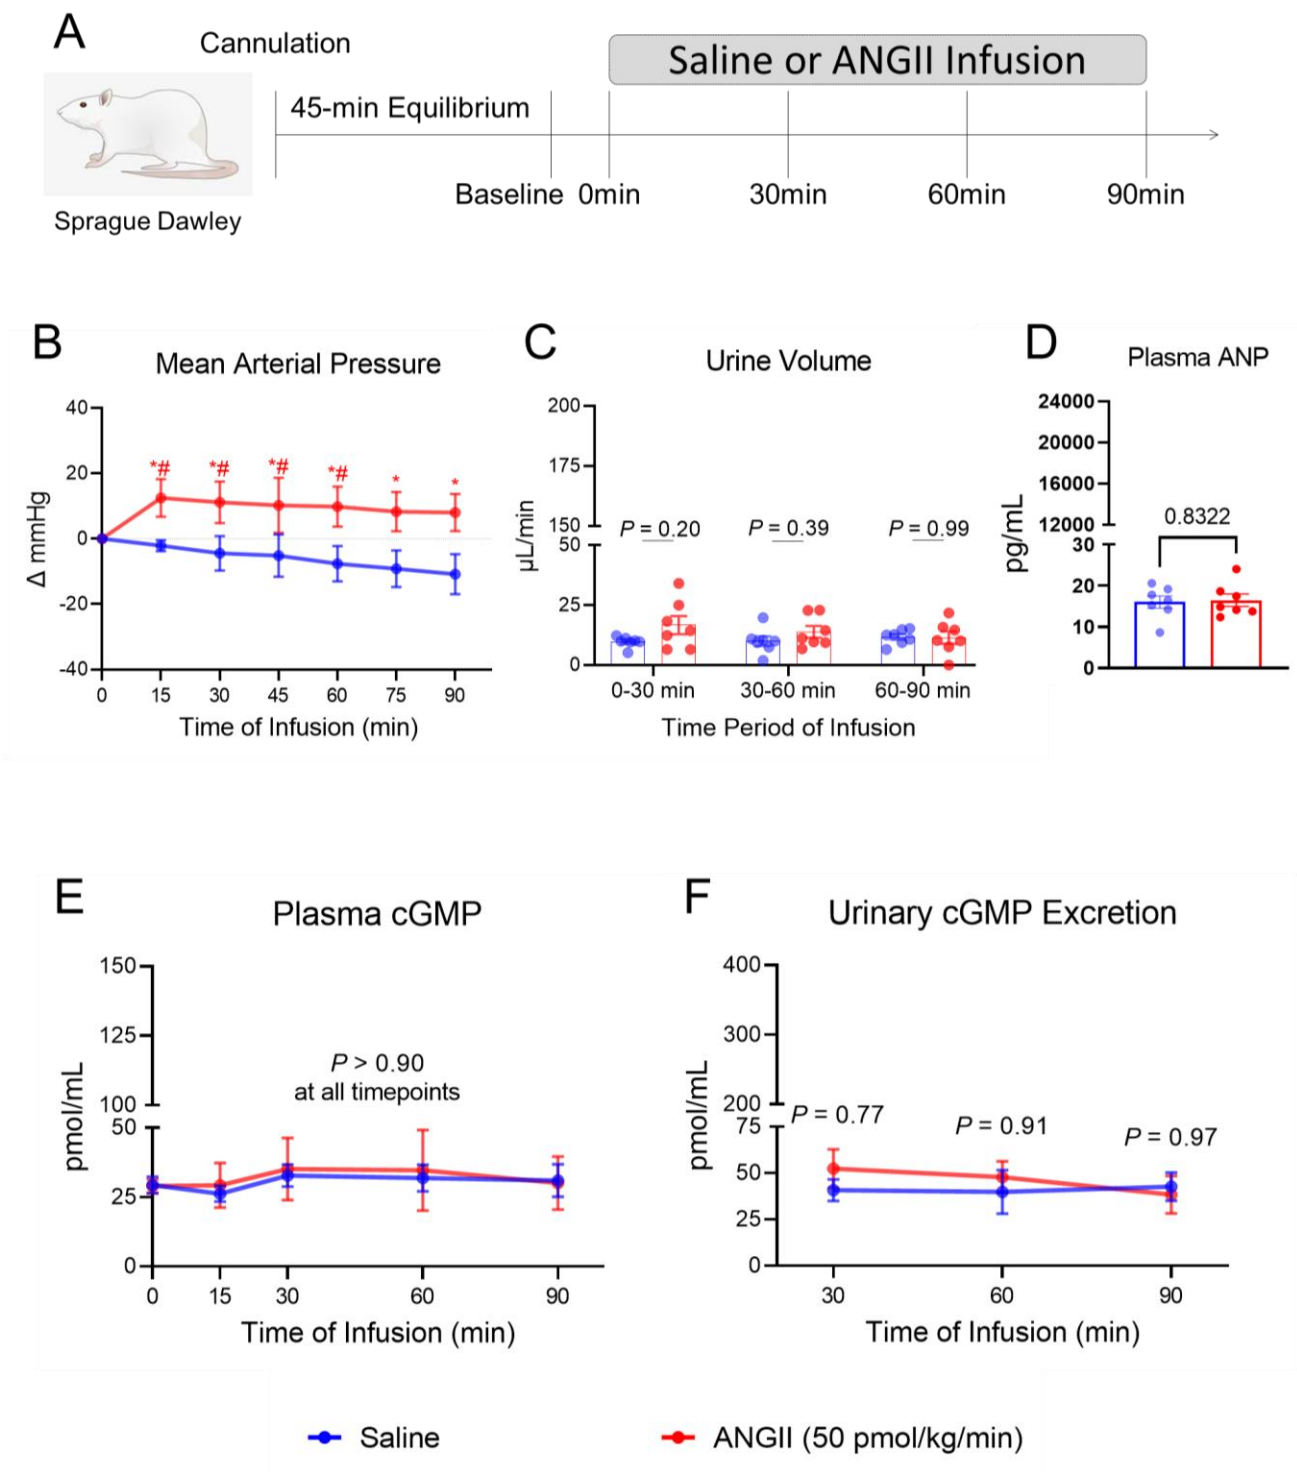 A
Cannulation
Saline or ANGII Infusion
45-min Equilibrium
Baseline 0min 30min 60min 90min
Sprague Dawley
B
Mean Arterial Pressure
Δ mmHg
40
20
0
-20
-40
*# *# *# *# * *
0 15 30 45 60 75 90
Time of Infusion (min)
C
Urine Volume
µL/min
200
175
150
50
25
0
P = 0.20 P = 0.39 P = 0.99
0-30 min 30-60 min 60-90 min
Time Period of Infusion
D
Plasma ANP
pg/mL
24000
20000
16000
12000
30
20
10
0
0.8322
E
Plasma cGMP
pmol/mL
150
125
100
50
25
0
P > 0.90
at all timepoints
0 15 30 60 90
Time of Infusion (min)
F
Urinary cGMP Excretion
pmol/mL
400
300
200
75
50
25
0
P = 0.77 P = 0.91 P = 0.97
30 60 90
Time of Infusion (min)
Saline ANGII (50 pmol/kg/min)